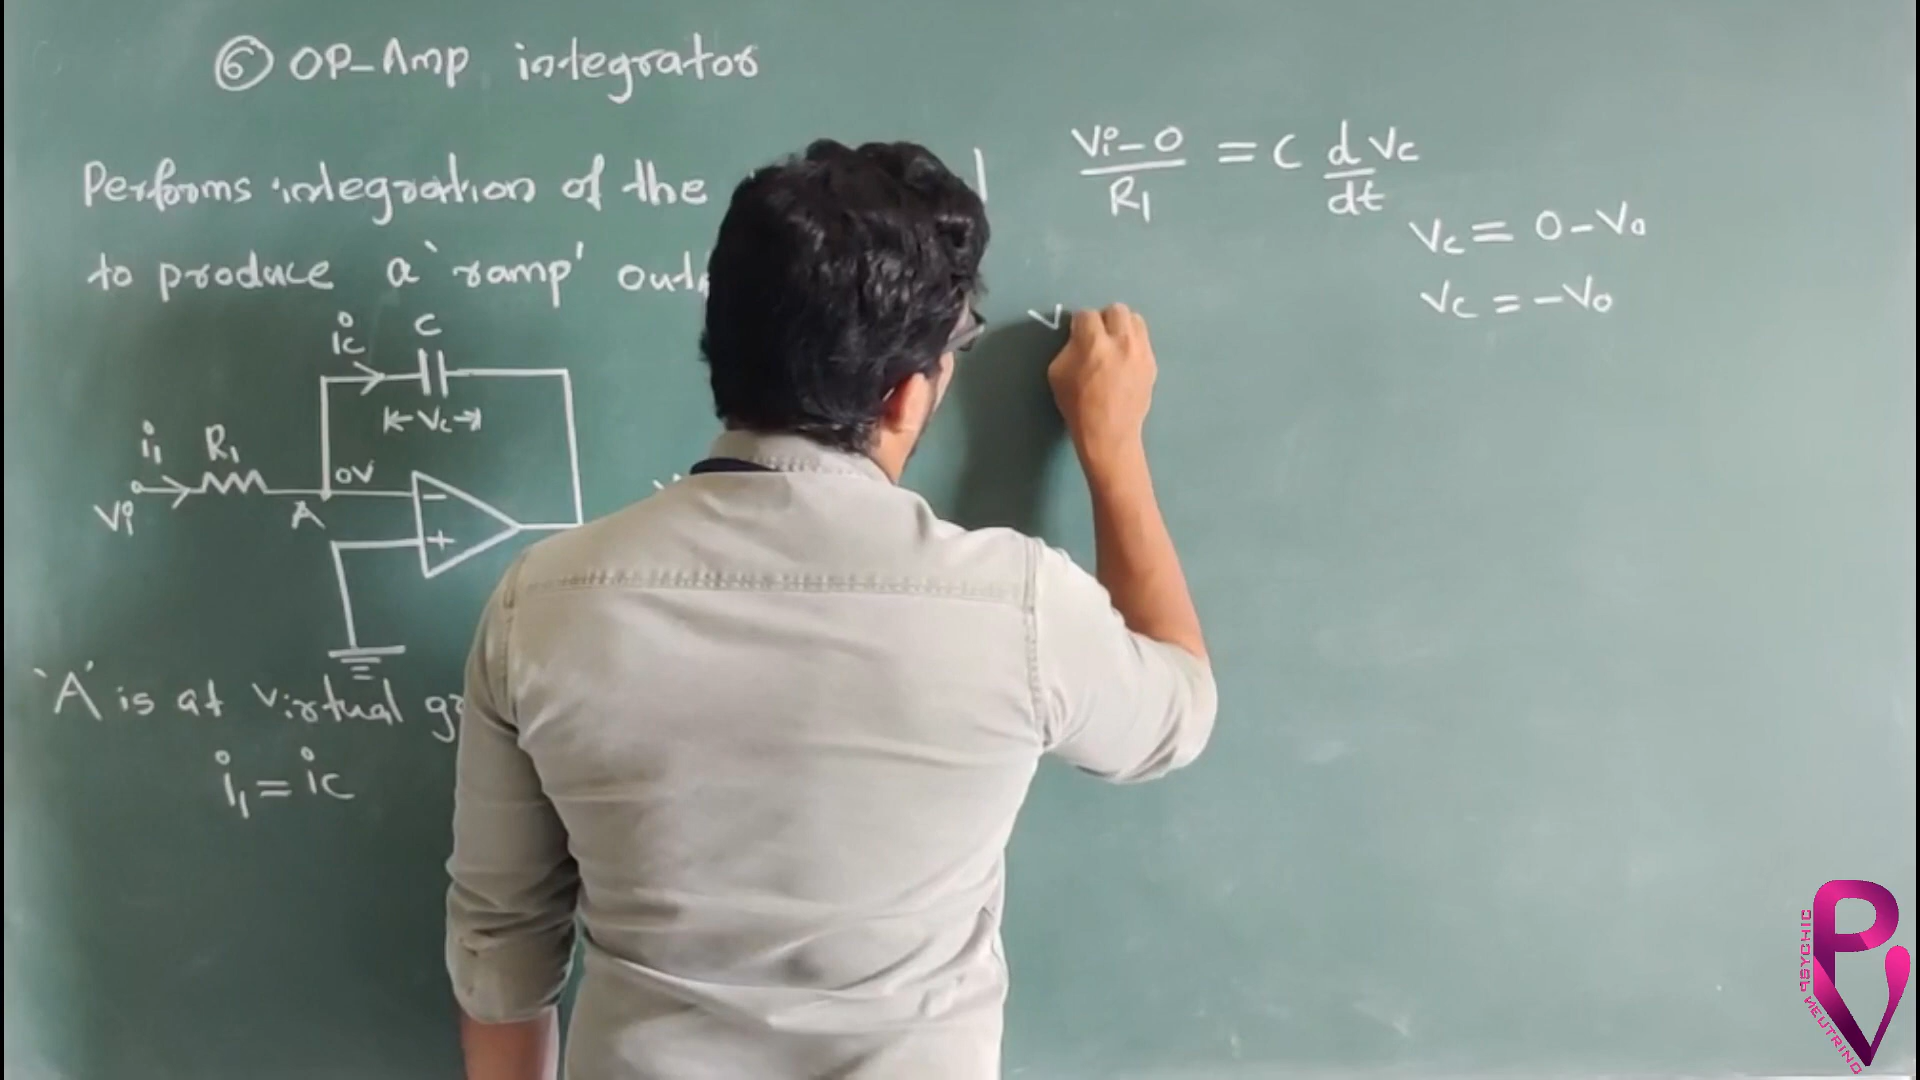 ⑥ OP-Amp integrator
Performs integration of the
to produce a 'ramp'
ic
C
← Vc →
i₁
R₁
0V
Vi
A
-
+
'A' is at virtual
i₁ = ic
(Vi - 0)/R₁ = C dVc/dt
Vc = 0 - Vo
Vc = -Vo
V
PSYCHIC NEUTRINO